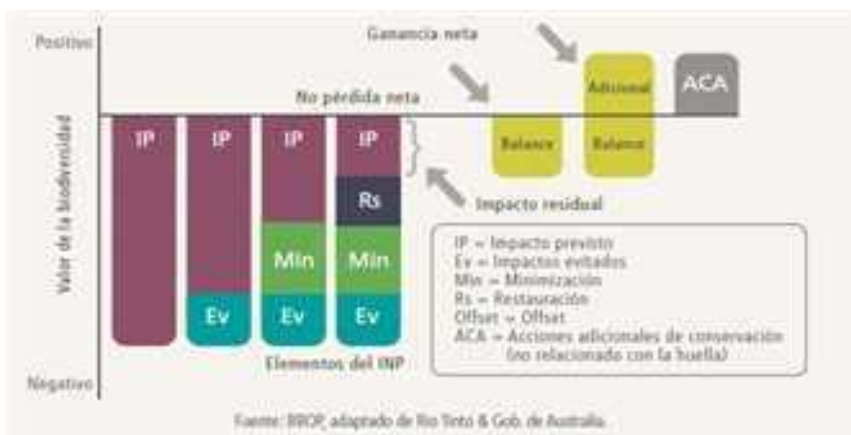 Positivo
Ganancia neta
No pérdida neta
Adicional
ACA
IP
IP
IP
IP
Balance
Balance
Rs
Impacto residual
Valor de la biodiversidad
Min
Min
Ev
Ev
Ev
IP = Impacto previsto
Ev = Impactos evitados
Min = Minimización
Rs = Restauración
Offset = Offset
ACA = Acciones adicionales de conservación
(no relacionado con la huella)
Elementos del INP
Negativo
Fuente: BBOP, adaptado de Rio Tinto & Gob. de Australia.